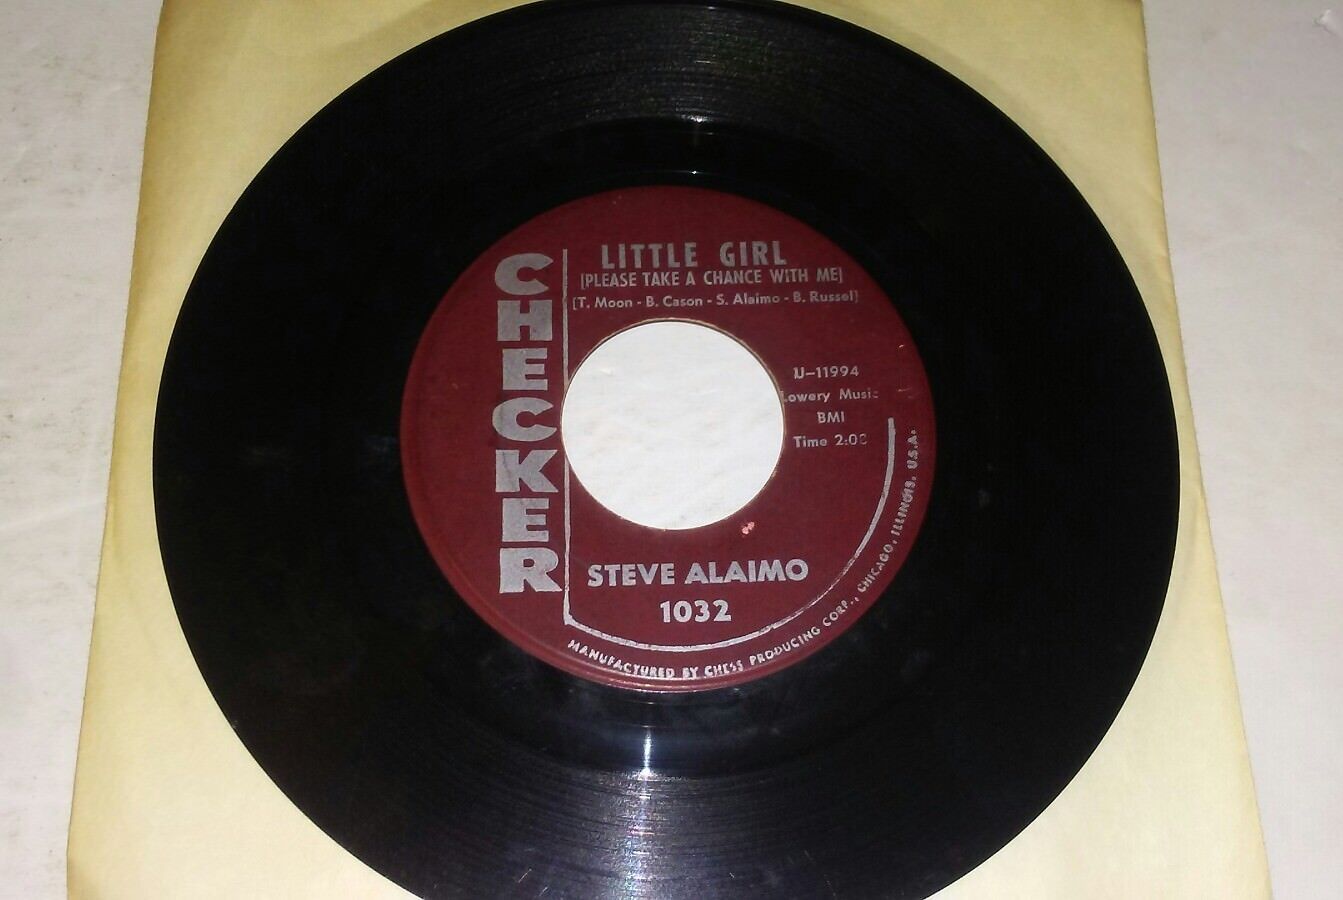 CHECKER
LITTLE GIRL
(PLEASE TAKE A CHANCE WITH ME)
(T. Moon - B. Cason - S. Alaimo - B. Russel)
U-11994
Lowery Music
BMI
Time
STEVE ALAIMO
1032
MANUFACTURED BY CHESS PRODUCING CORP., CHICAGO, ILLINOIS, U.S.A.